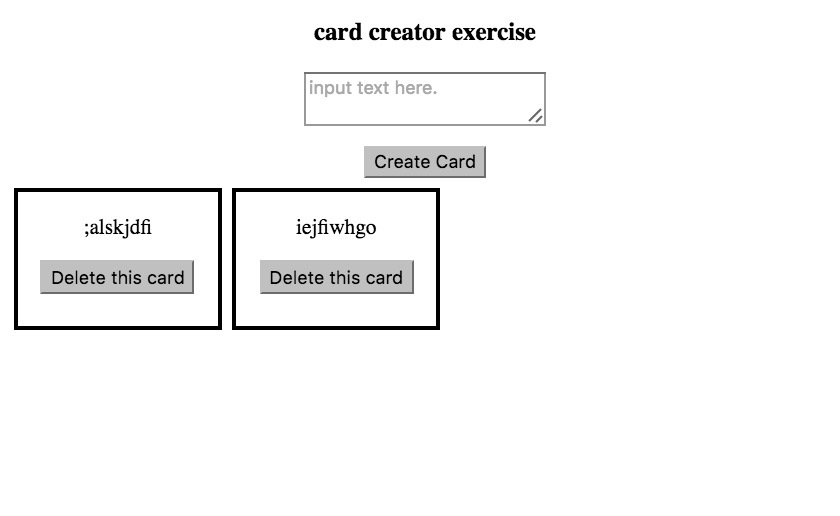 card creator exercise
input text here.
Create Card
;alskjdfi
iejfiwhgo
Delete this card
Delete this card